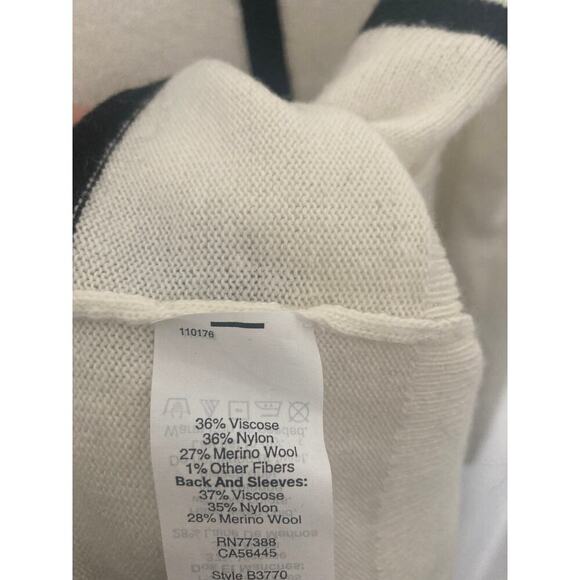 110176
36% Viscose
36% Nylon
27% Merino Wool
1% Other Fibers
Back And Sleeves:
37% Viscose
35% Nylon
28% Merino Wool
RN77388
CA56445
Style B3770